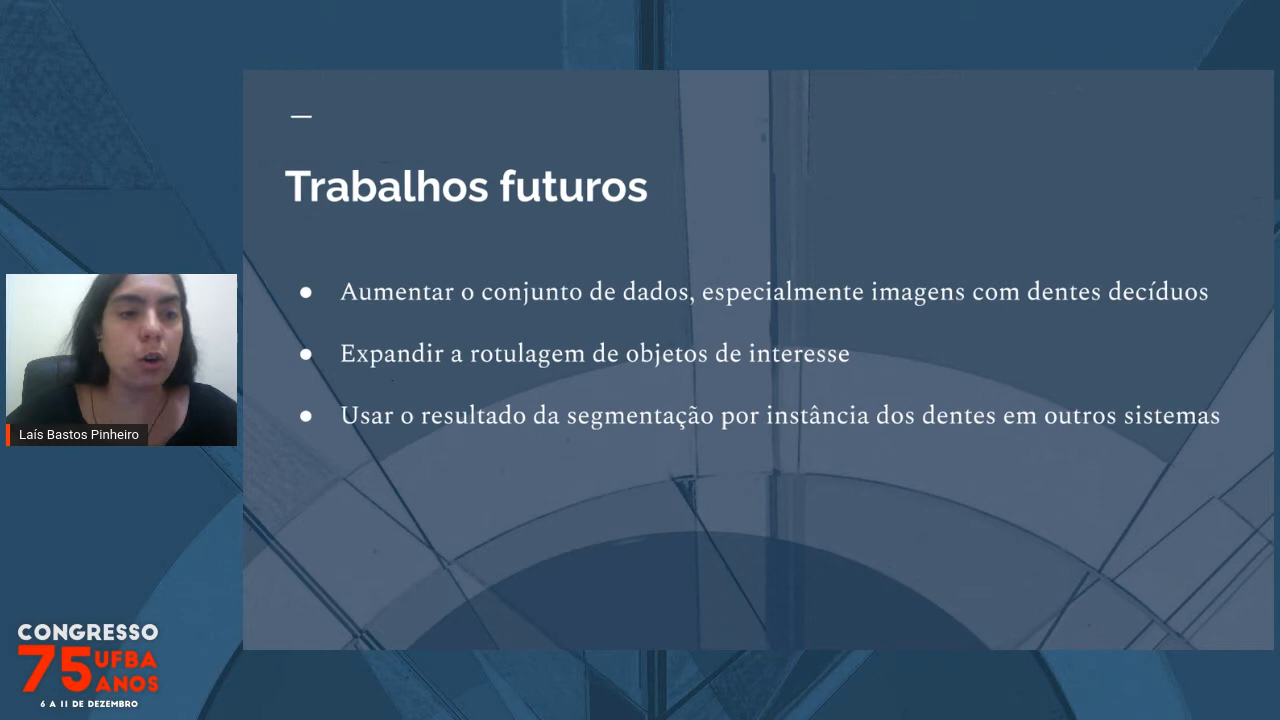 Trabalhos futuros
● Aumentar o conjunto de dados, especialmente imagens com dentes decíduos
● Expandir a rotulagem de objetos de interesse
● Usar o resultado da segmentação por instância dos dentes em outros sistemas
Laís Bastos Pinheiro
CONGRESSO
75 UFBA
ANOS
6 A 11 DE DEZEMBRO